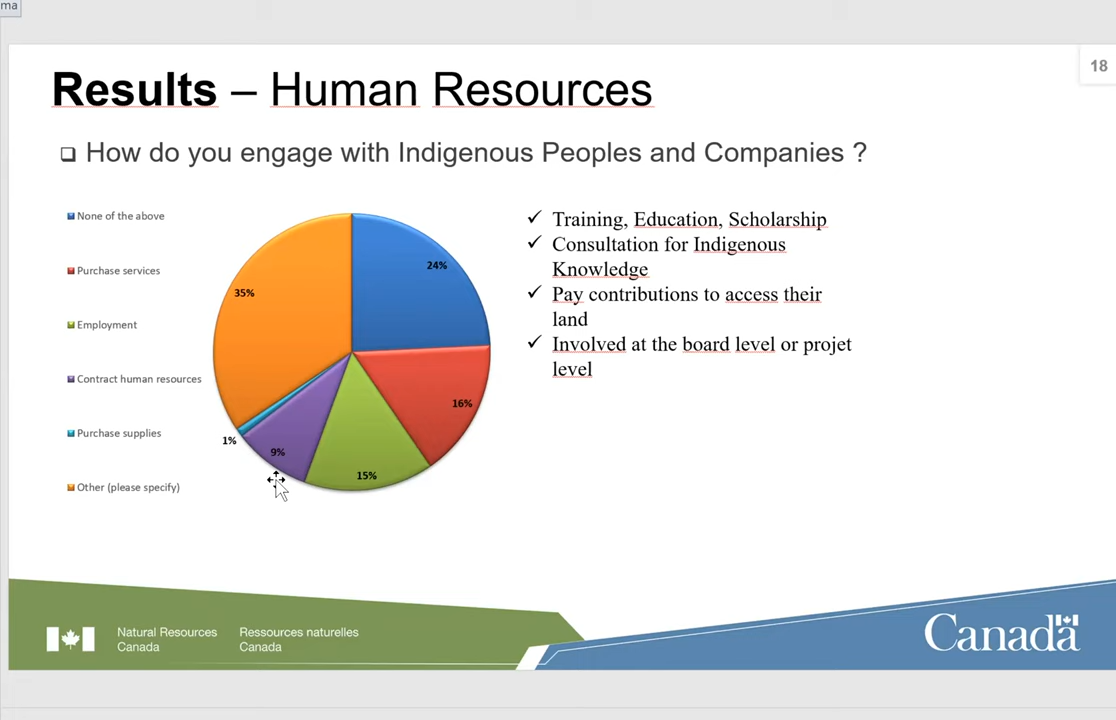 ma
18
Results – Human Resources
How do you engage with Indigenous Peoples and Companies ?
None of the above
Purchase services
Employment
Contract human resources
Purchase supplies
Other (please specify)
24%
16%
15%
9%
1%
35%
Training, Education, Scholarship
Consultation for Indigenous
Knowledge
Pay contributions to access their
land
Involved at the board level or projet
level
Natural Resources
Canada
Ressources naturelles
Canada
Canada